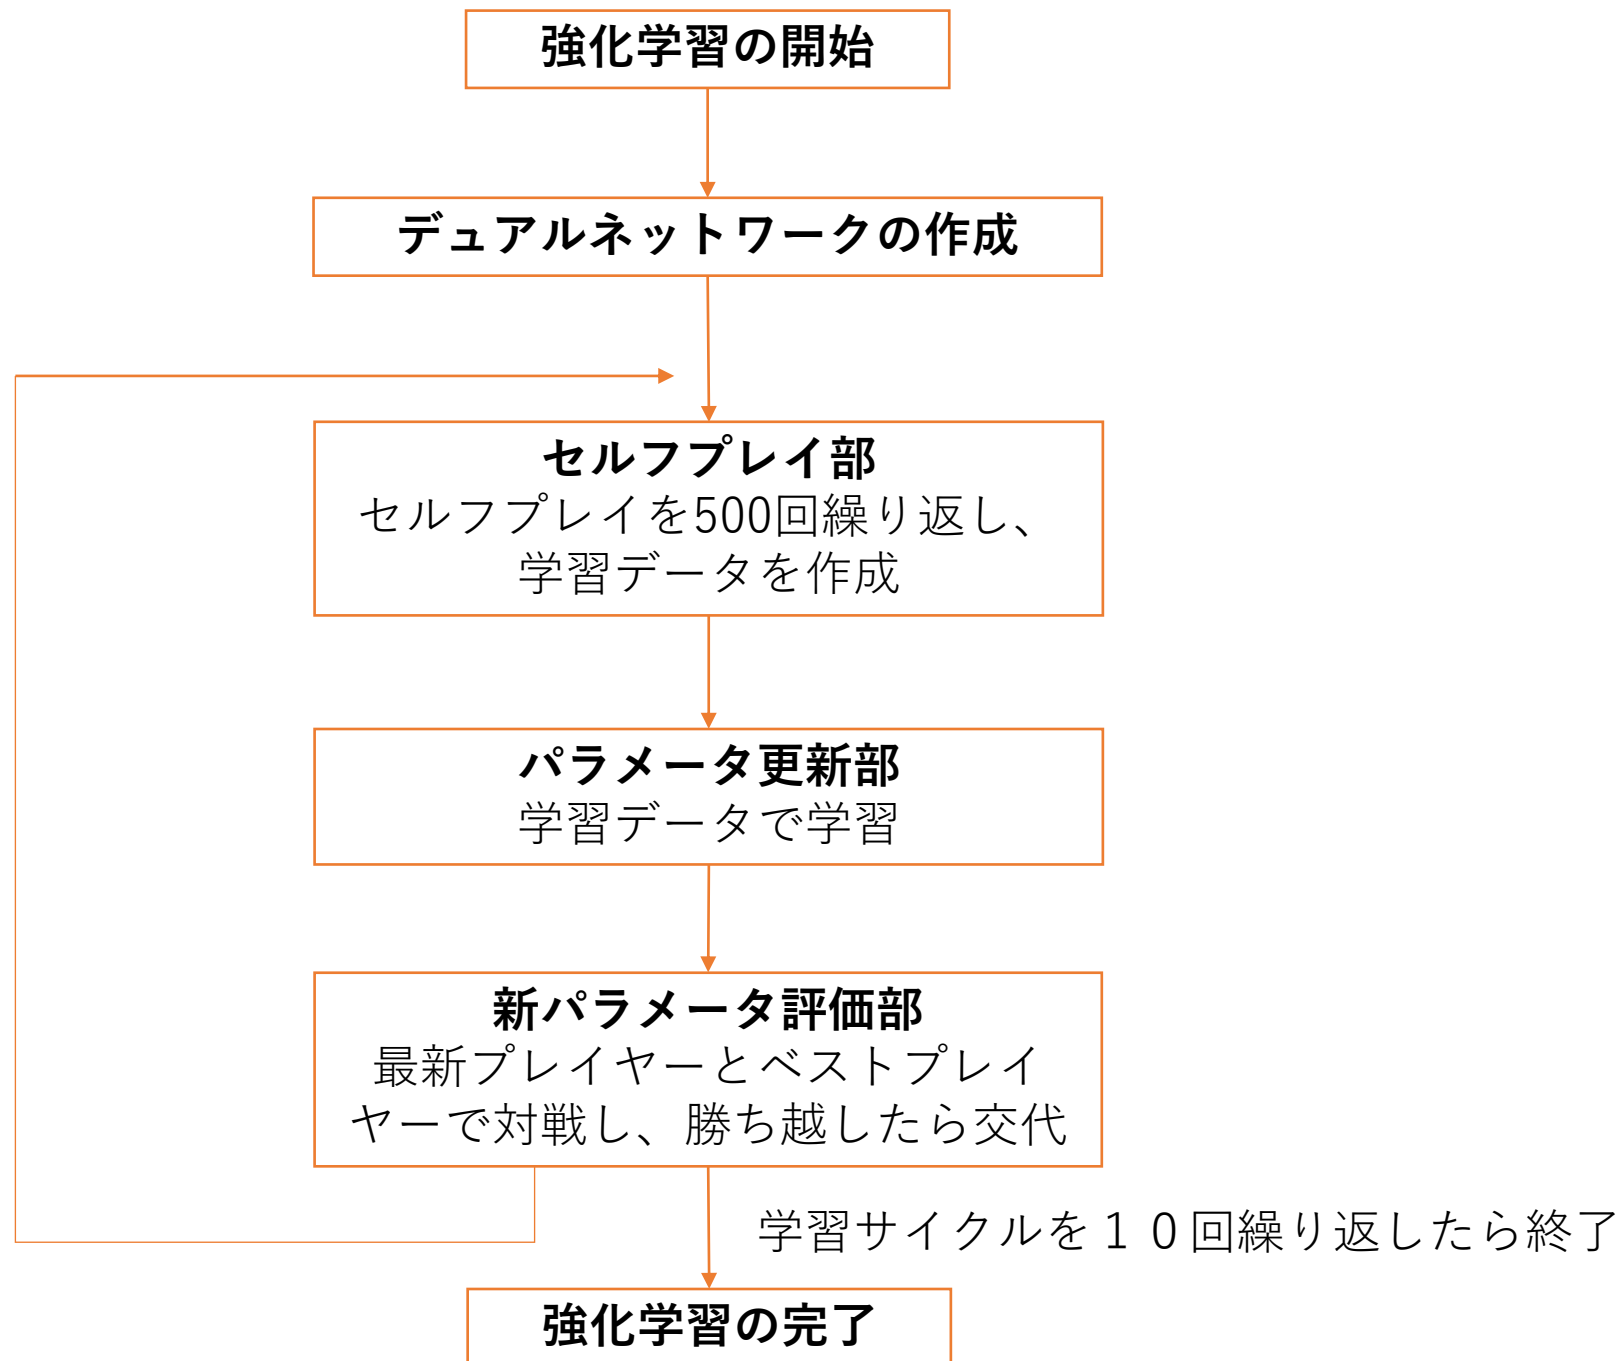 強化学習の開始
デュアルネットワークの作成
セルフプレイ部
セルフプレイを500回繰り返し、
学習データを作成
パラメータ更新部
学習データで学習
新パラメータ評価部
最新プレイヤーとベストプレイ
ヤーで対戦し、勝ち越したら交代
学習サイクルを１０回繰り返したら終了
強化学習の完了